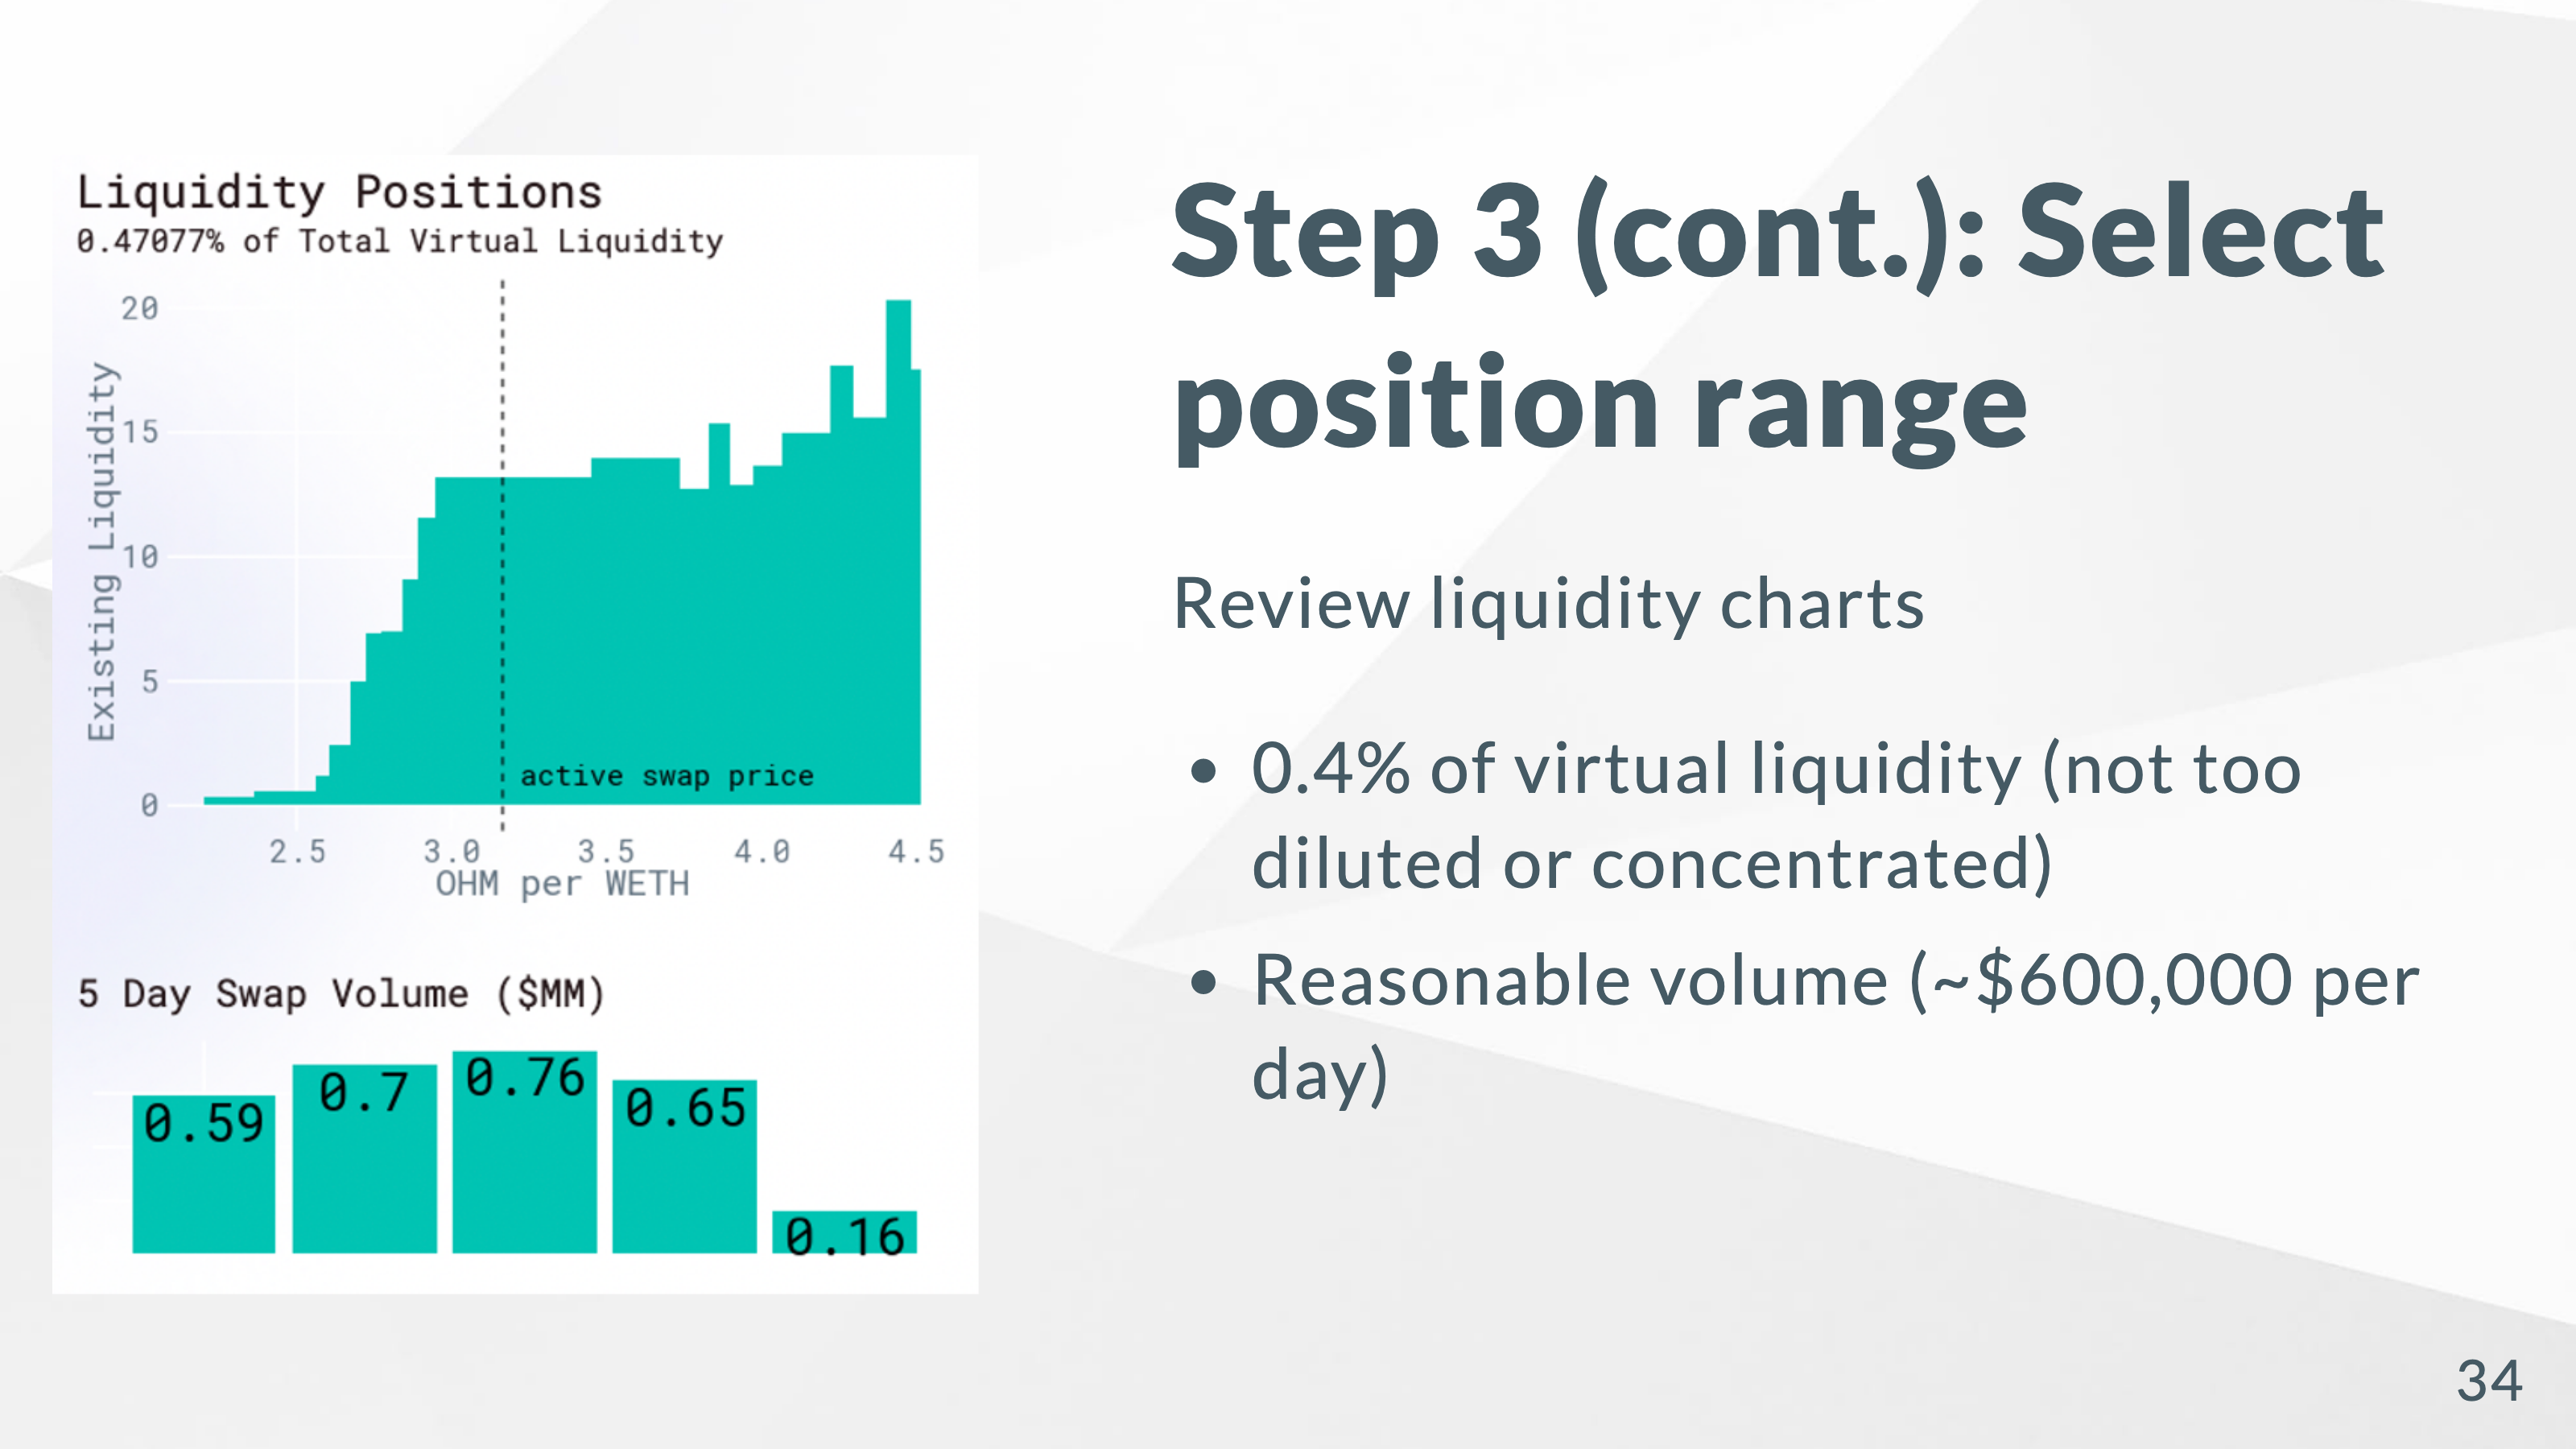 Liquidity Positions
0.47077% of Total Virtual Liquidity
20
15
10
5
0
Existing Liquidity
active swap price
2.5 3.0 3.5 4.0 4.5
OHM per WETH
5 Day Swap Volume ($MM)
0.59 0.7 0.76 0.65 0.16
Step 3 (cont.): Select
position range
Review liquidity charts
• 0.4% of virtual liquidity (not too
diluted or concentrated)
• Reasonable volume (~$600,000 per
day)
34